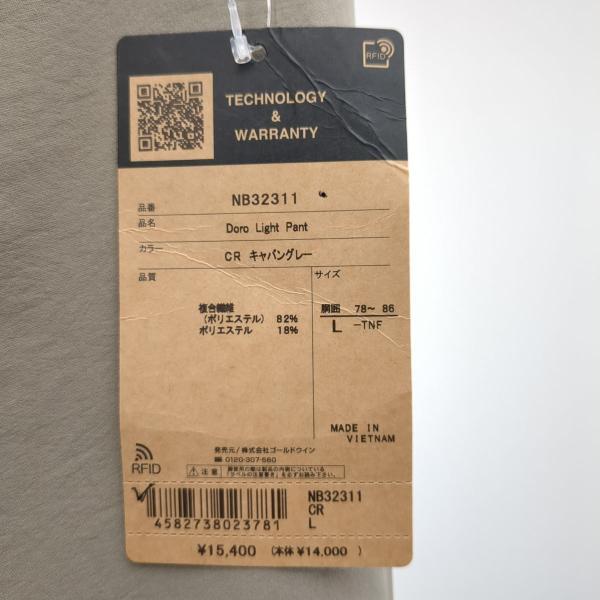 RFID
TECHNOLOGY
&
WARRANTY
品番 NB32311
品名 Doro Light Pant
カラー CR キャバングレー
品質 サイズ
複合繊維
(ポリエステル) 82%
ポリエステル 18%
胴囲 78～ 86
L -TNF
MADE IN
VIETNAM
RFID
発売元/株式会社ゴールドウイン
☎0120-307-560
⚠注意
4582738023781
NB32311
CR
L
¥15,400 (本体 ¥14,000)